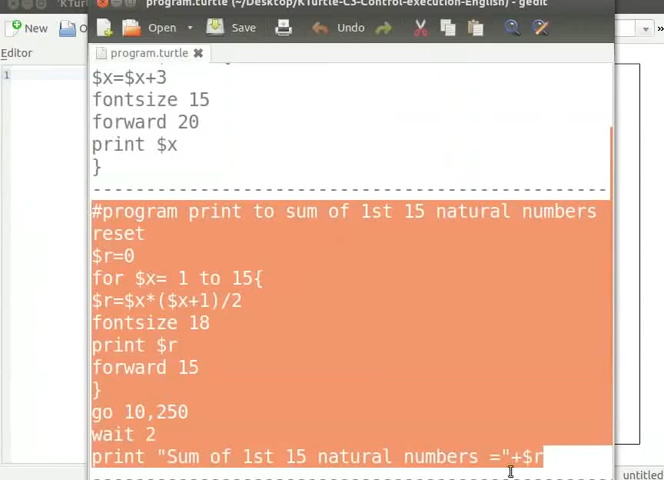 program.turtle (~/Desktop/KTurtle-C3-Control-execution-English) - gedit
New
Open
Save
Undo
Editor
program.turtle
1
$x=$x+3
fontsize 15
forward 20
print $x
}
#program print to sum of 1st 15 natural numbers
reset
$r=0
for $x= 1 to 15{
$r=$x*($x+1)/2
fontsize 18
print $r
forward 15
}
go 10,250
wait 2
print "Sum of 1st 15 natural numbers ="+$r
untitled